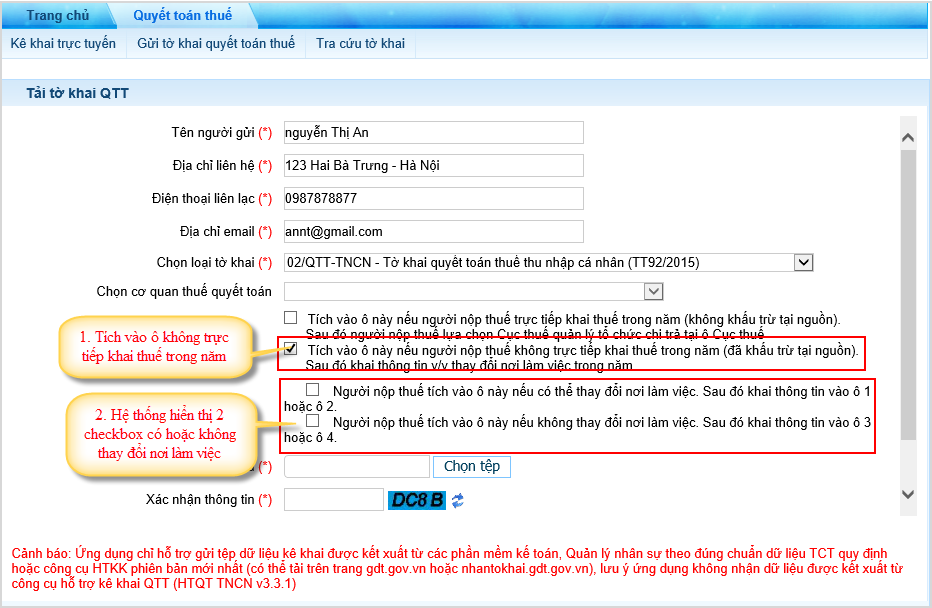 Trang chủ Quyết toán thuế
Kê khai trực tuyến Gửi tờ khai quyết toán thuế Tra cứu tờ khai
Tải tờ khai QTT
Tên người gửi (*) nguyễn Thị An
Địa chỉ liên hệ (*) 123 Hai Bà Trưng - Hà Nội
Điện thoại liên lạc (*) 0987878877
Địa chỉ email (*) annt@gmail.com
Chọn loại tờ khai (*) 02/QTT-TNCN - Tờ khai quyết toán thuế thu nhập cá nhân (TT92/2015)
Chọn cơ quan thuế quyết toán
Tích vào ô này nếu người nộp thuế trực tiếp khai thuế trong năm (không khấu trừ tại nguồn).
Sau đó người nộp thuế lựa chọn Cục thuế quản lý tổ chức chi trả tại ô Cục thuế
1. Tích vào ô không trực
tiếp khai thuế trong năm
Tích vào ô này nếu người nộp thuế không trực tiếp khai thuế trong năm (đã khấu trừ tại nguồn).
Sau đó khai thông tin v/v thay đổi nơi làm việc trong năm
2. Hệ thống hiển thị 2
checkbox có hoặc không
thay đổi nơi làm việc
Người nộp thuế tích vào ô này nếu có thể thay đổi nơi làm việc. Sau đó khai thông tin vào ô 1
hoặc ô 2.
Người nộp thuế tích vào ô này nếu không thay đổi nơi làm việc. Sau đó khai thông tin vào ô 3
hoặc ô 4.
(*) Chọn tệp
Xác nhận thông tin (*) DC8 B
Cảnh báo: Ứng dụng chỉ hỗ trợ gửi tệp dữ liệu kê khai được kết xuất từ các phần mềm kế toán, Quản lý nhân sự theo đúng chuẩn dữ liệu TCT quy định
hoặc công cụ HTKK phiên bản mới nhất (có thể tải trên trang gdt.gov.vn hoặc nhantokhai.gdt.gov.vn), lưu ý ứng dụng không nhận dữ liệu được kết xuất từ
công cụ hỗ trợ kê khai QTT (HTQT TNCN v3.3.1)